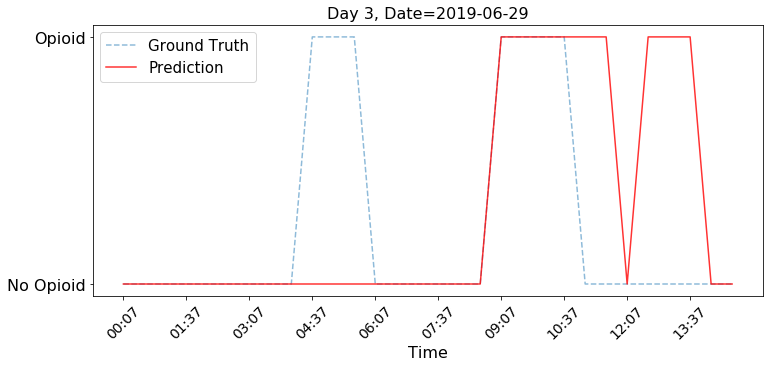 Day 3, Date=2019-06-29
Opioid
Ground Truth
Prediction
No Opioid
00:07
01:37
03:07
04:37
06:07
07:37
09:07
10:37
12:07
13:37
Time